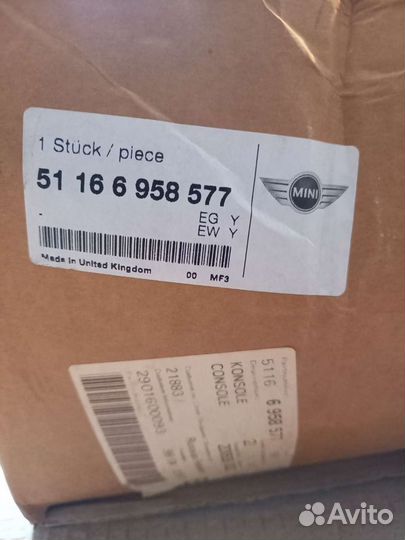 1 Stück / piece
51 16 6 958 577
EG Y
- EW Y
Made in United Kingdom 00 MF3
MINI
5116 6 958 577
KONSOLE 2
CONSOLE
21883 /
2901600093
Avito